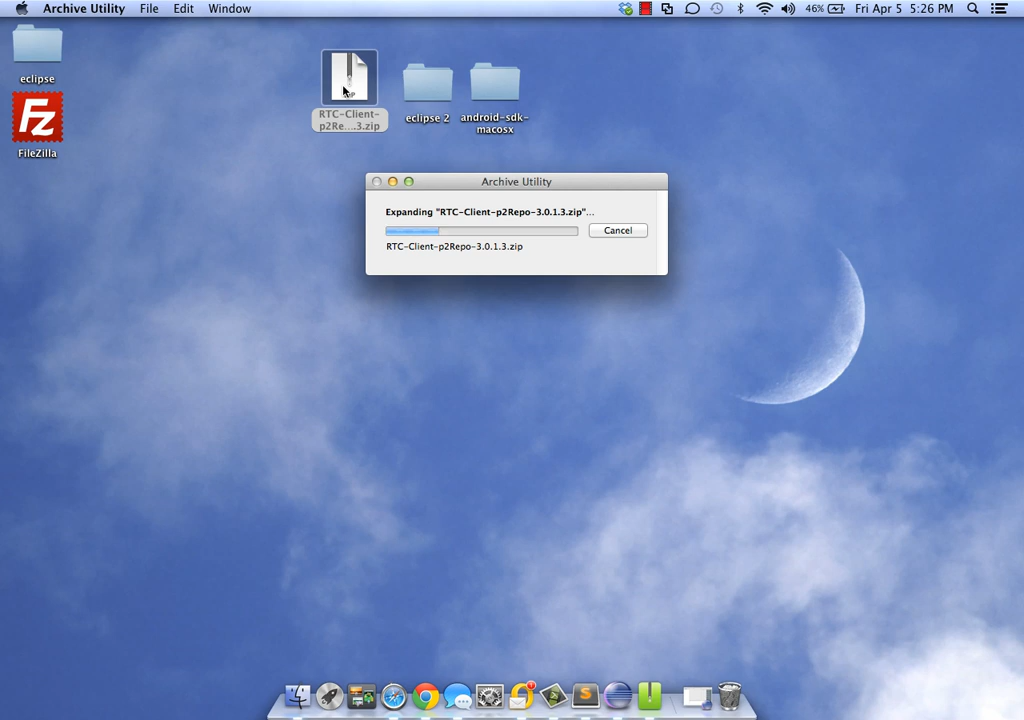 Archive Utility File Edit Window 46% Fri Apr 5 5:26 PM
eclipse
Fz
FileZilla
RTC-Client-
p2Re....3.zip
eclipse 2
android-sdk-
macosx
Archive Utility
Expanding "RTC-Client-p2Repo-3.0.1.3.zip"...
Cancel
RTC-Client-p2Repo-3.0.1.3.zip
S